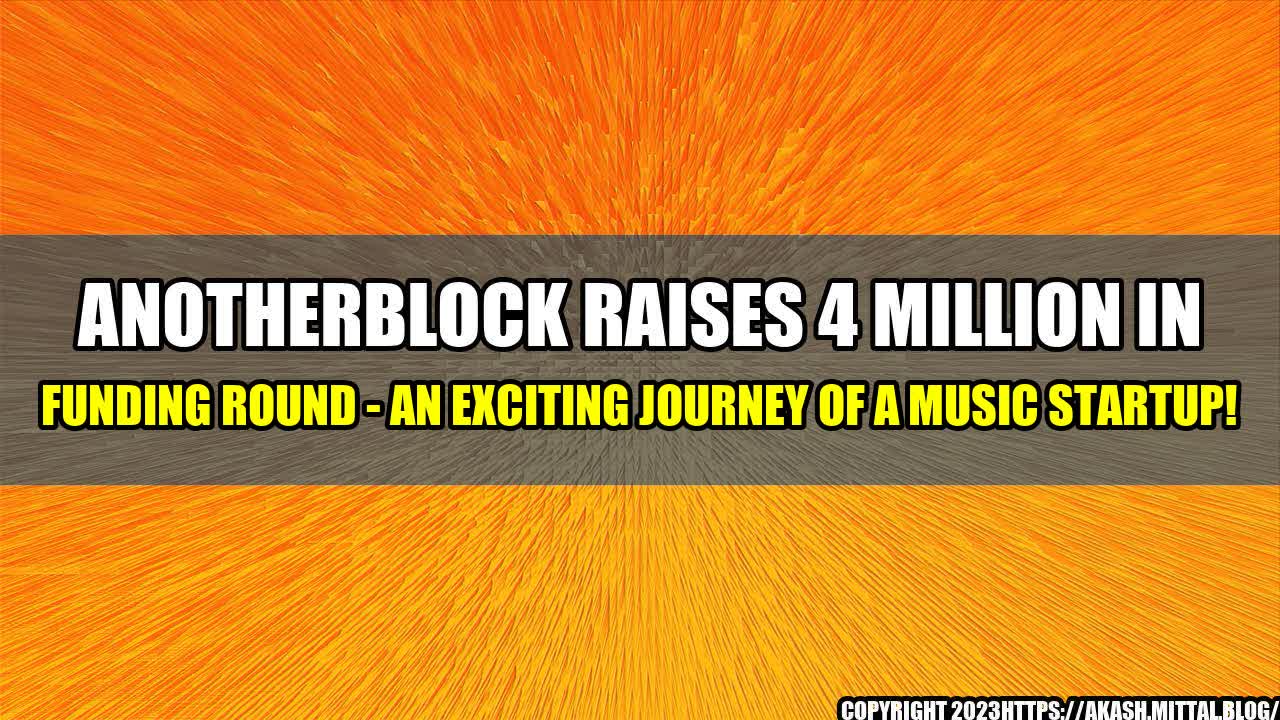 ANOTHERBLOCK RAISES 4 MILLION IN
FUNDING ROUND - AN EXCITING JOURNEY OF A MUSIC STARTUP!
COPYRIGHT 2023HTTPS://AKASH.MITTAL.BLOG/